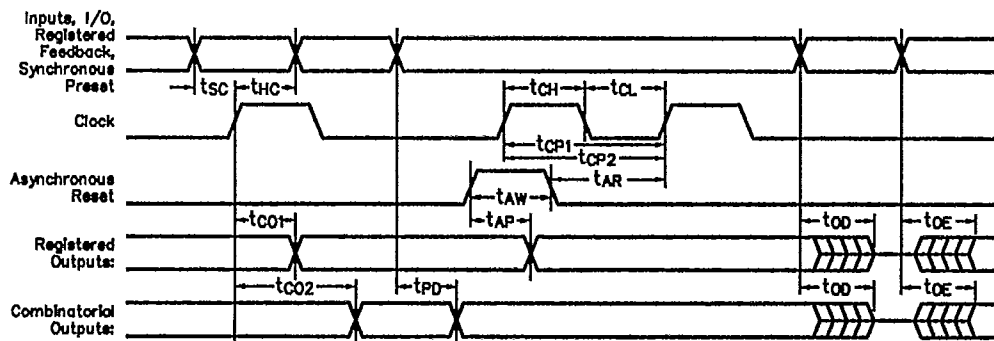 Inputs, I/O,
Registered
Feedback,
Synchronous
Preset
tSC
tHC
tCH
tCL
Clock
tCP1
tCP2
tAR
Asynchronous
Reset
tAW
tCO1
tAP
tOD
tOE
Registered
Outputs:
tCO2
tPD
tOD
tOE
Combinatorial
Outputs: